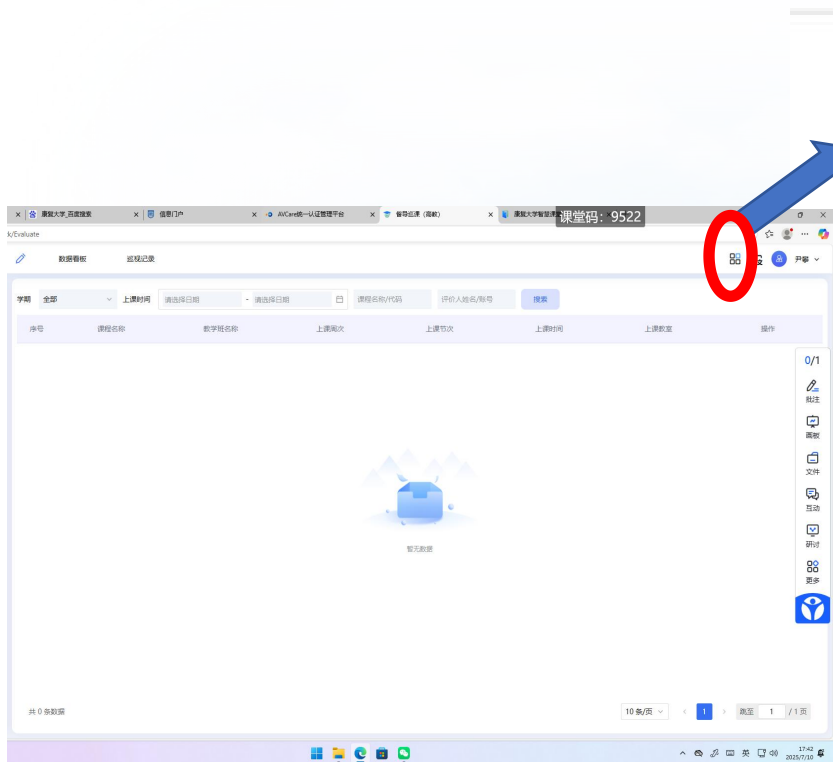 康复大学_百度搜索
信息门户
AVCare统一认证管理平台
督导巡课（高教）
康复大学智慧课
课堂码：9522
k/Evaluate
数据看板
巡视记录
尹攀
学期
全部
上课时间
请选择日期
-
请选择日期
课程名称/代码
评价人姓名/账号
搜索
序号
课程名称
教学班名称
上课周次
上课节次
上课时间
上课教室
操作
0/1
批注
画板
文件
互动
研讨
更多
暂无数据
共 0 条数据
10 条/页
1
跳至
1
/ 1 页
英
17:42
2025/7/10